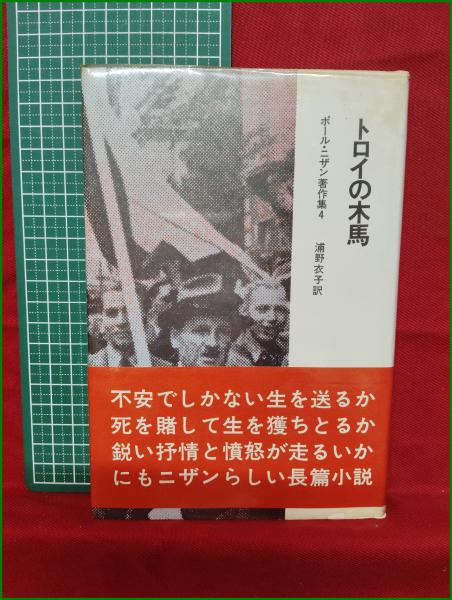 トロイの木馬
ポール・ニザン著作集4
浦野衣子訳
不安でしかない生を送るか
死を賭して生を獲ちとるか
鋭い抒情と憤怒が走るいか
にもニザンらしい長篇小説